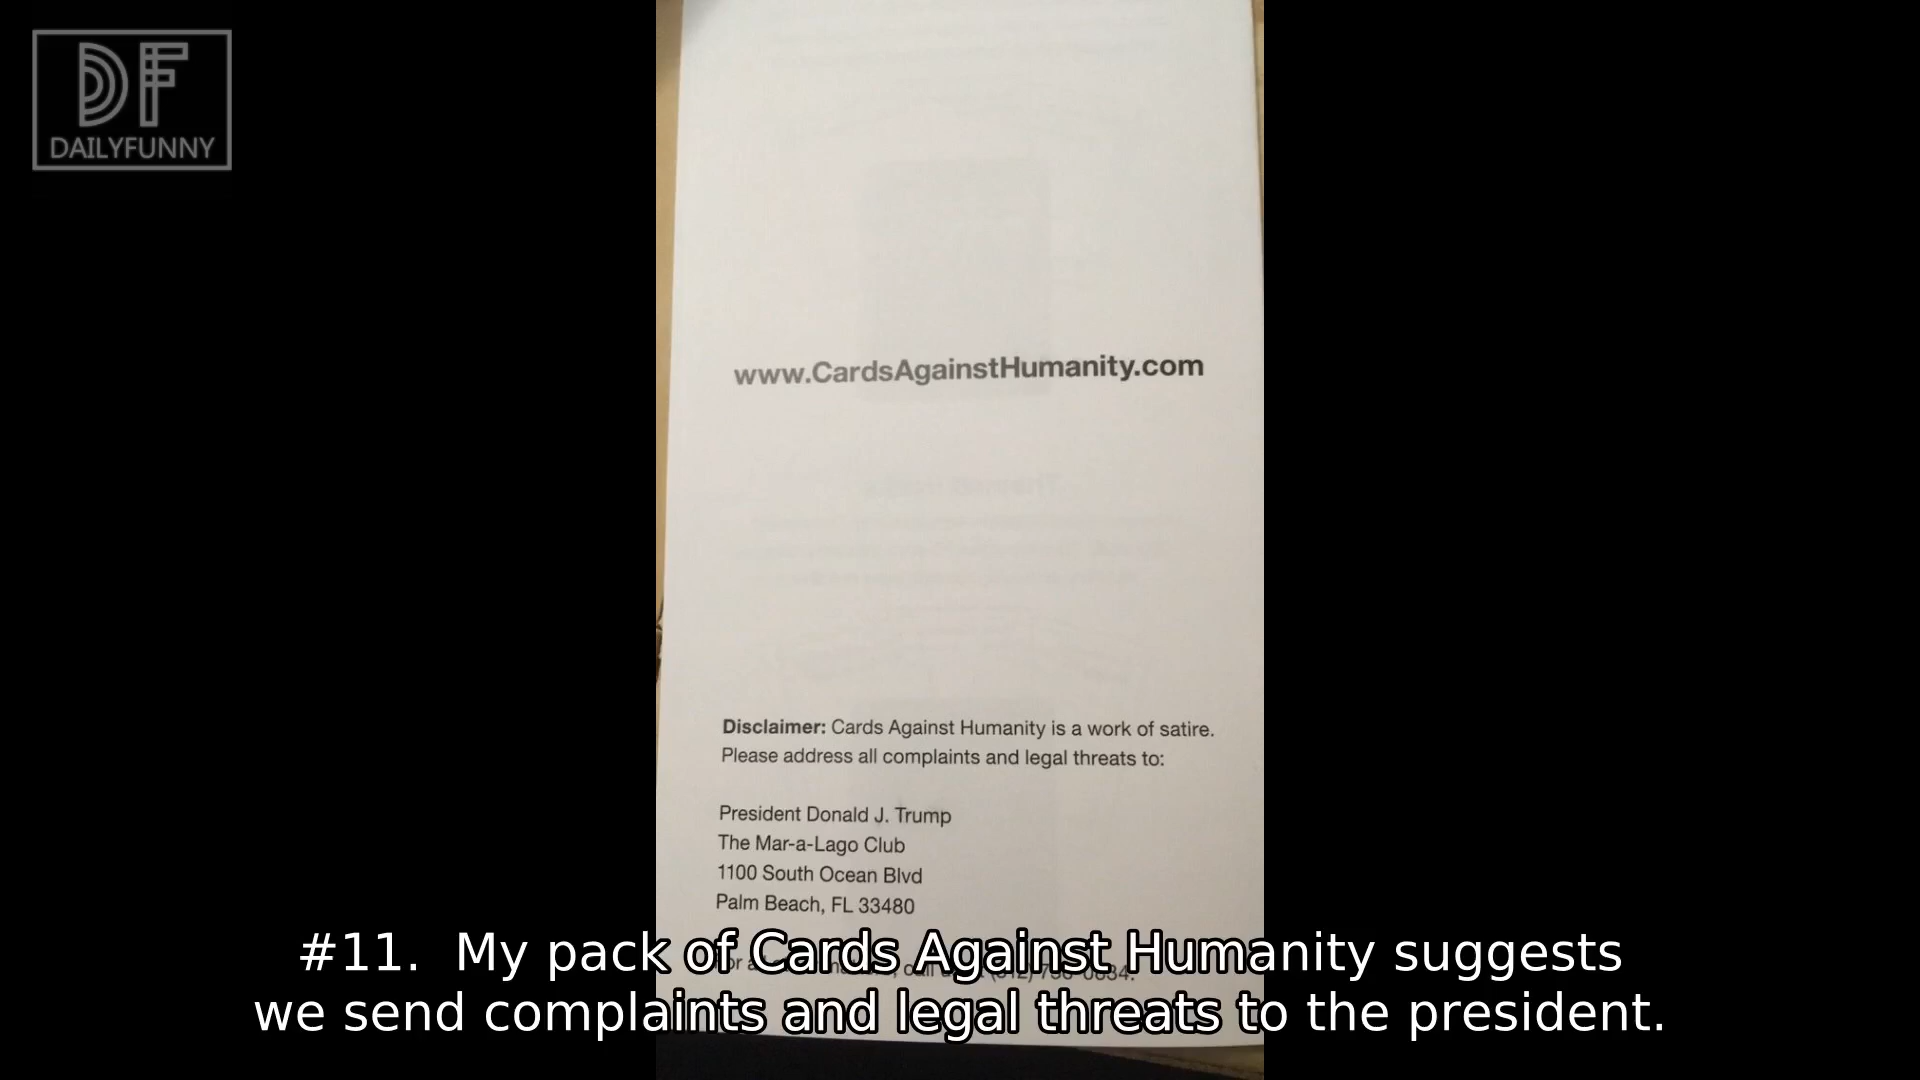 DF
DAILYFUNNY
www.CardsAgainstHumanity.com
Disclaimer: Cards Against Humanity is a work of satire.
Please address all complaints and legal threats to:
President Donald J. Trump
The Mar-a-Lago Club
1100 South Ocean Blvd
Palm Beach, FL 33480
#11. My pack of Cards Against Humanity suggests
we send complaints and legal threats to the president.